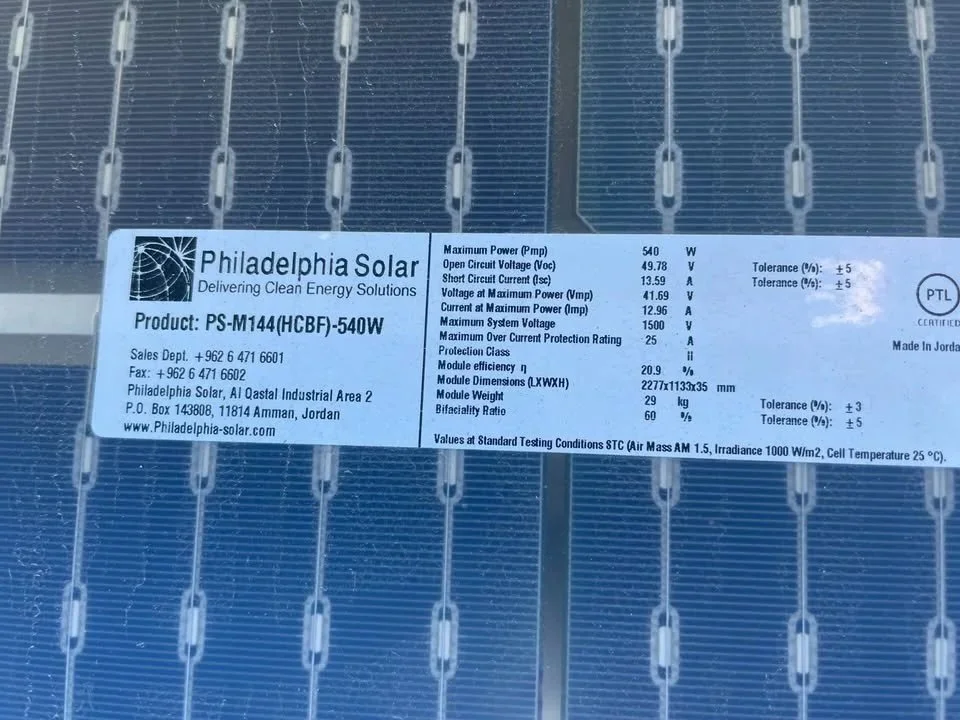 Philadelphia Solar
Delivering Clean Energy Solutions
Product: PS-M144(HCBF)-540W
Sales Dept. +962 6 471 6601
Fax: +962 6 471 6602
Philadelphia Solar, Al Qastal Industrial Area 2
P.O. Box 143808, 11814 Amman, Jordan
www.Philadelphia-solar.com
Maximum Power (Pmp) 540 W
Open Circuit Voltage (Voc) 49.78 V Tolerance (%): ±5
Short Circuit Current (Isc) 13.59 A Tolerance (%): ±5
Voltage at Maximum Power (Vmp) 41.69 V
Current at Maximum Power (Imp) 12.96 A
Maximum System Voltage 1500 V
Maximum Over Current Protection Rating 25 A
Protection Class II
Module efficiency η 20.9 %
Module Dimensions (LXWXH) 2277x1133x35 mm
Module Weight 29 kg Tolerance (%): ±3
Bifaciality Ratio 60 % Tolerance (%): ±5
Values at Standard Testing Conditions STC (Air Mass AM 1.5, Irradiance 1000 W/m2, Cell Temperature 25 °C).
PTL
CERTIFIED
Made In Jorda